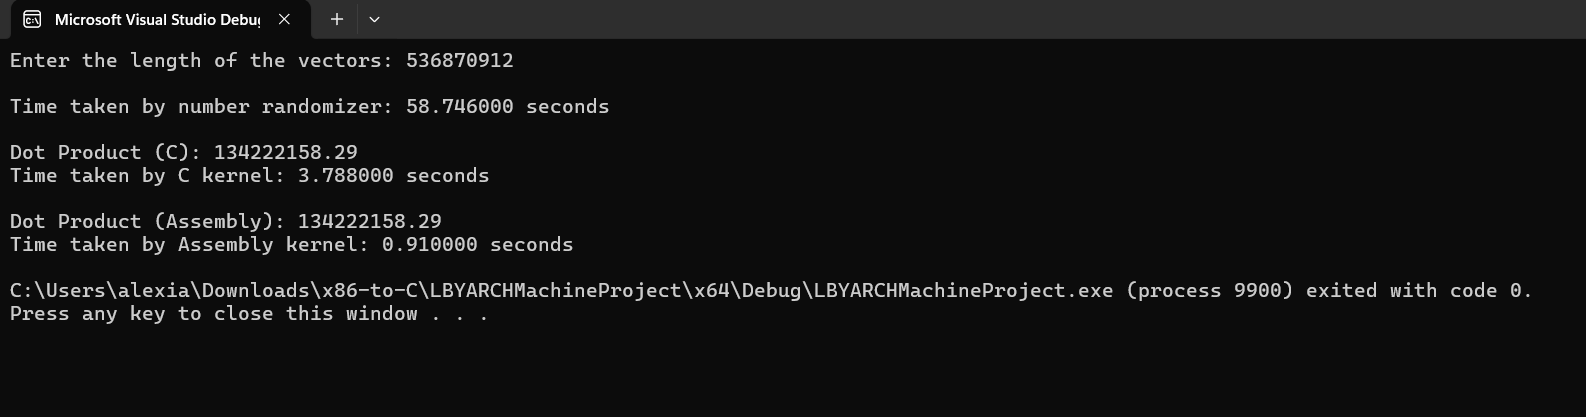 Microsoft Visual Studio Debu
Enter the length of the vectors: 536870912
Time taken by number randomizer: 58.746000 seconds
Dot Product (C): 134222158.29
Time taken by C kernel: 3.788000 seconds
Dot Product (Assembly): 134222158.29
Time taken by Assembly kernel: 0.910000 seconds
C:\Users\alexia\Downloads\x86-to-C\LBYARCHMachineProject\x64\Debug\LBYARCHMachineProject.exe (process 9900) exited with code 0.
Press any key to close this window . . .